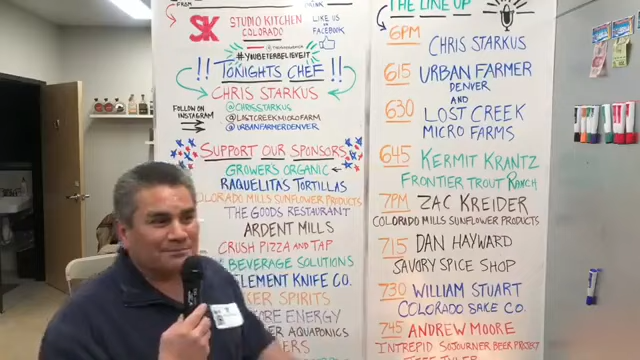 FROM
SK
STUDIO KITCHEN
COLORADO
LIKE US
ON
FACEBOOK
#YOUBETTERBELIEVEIT
!! TONIGHTS CHEF !!
CHRIS STARKUS
FOLLOW ON
INSTAGRAM
@CHRISSTARKUS
@LOSTCREEKMICROFARM
@URBANFARMERDENVER
SUPPORT OUR SPONSORS
GROWERS ORGANIC
RAQUELITAS TORTILLAS
COLORADO MILLS SUNFLOWER PRODUCTS
THE GOODS RESTAURANT
ARDENT MILLS
CRUSH PIZZA AND TAP
BEVERAGE SOLUTIONS
ELEMENT KNIFE CO.
SPIRITS
ENERGY
AQUAPONICS
THE LINE UP
6PM
CHRIS STARKUS
615
URBAN FARMER
DENVER
AND
630
LOST CREEK
MICRO FARMS
645
KERMIT KRANTZ
FRONTIER TROUT RANCH
7PM
ZAC KREIDER
COLORADO MILLS SUNFLOWER PRODUCTS
715
DAN HAYWARD
SAVORY SPICE SHOP
730
WILLIAM STUART
COLORADO SAKE CO.
745
ANDREW MOORE
INTREPID SOJOURNER BEER PROJECT